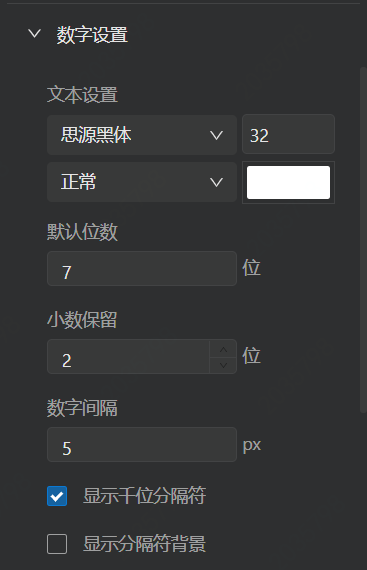 数字设置
文本设置
思源黑体 32
正常
默认位数
7 位
小数保留
2 位
数字间隔
5 px
显示千位分隔符
显示分隔符背景